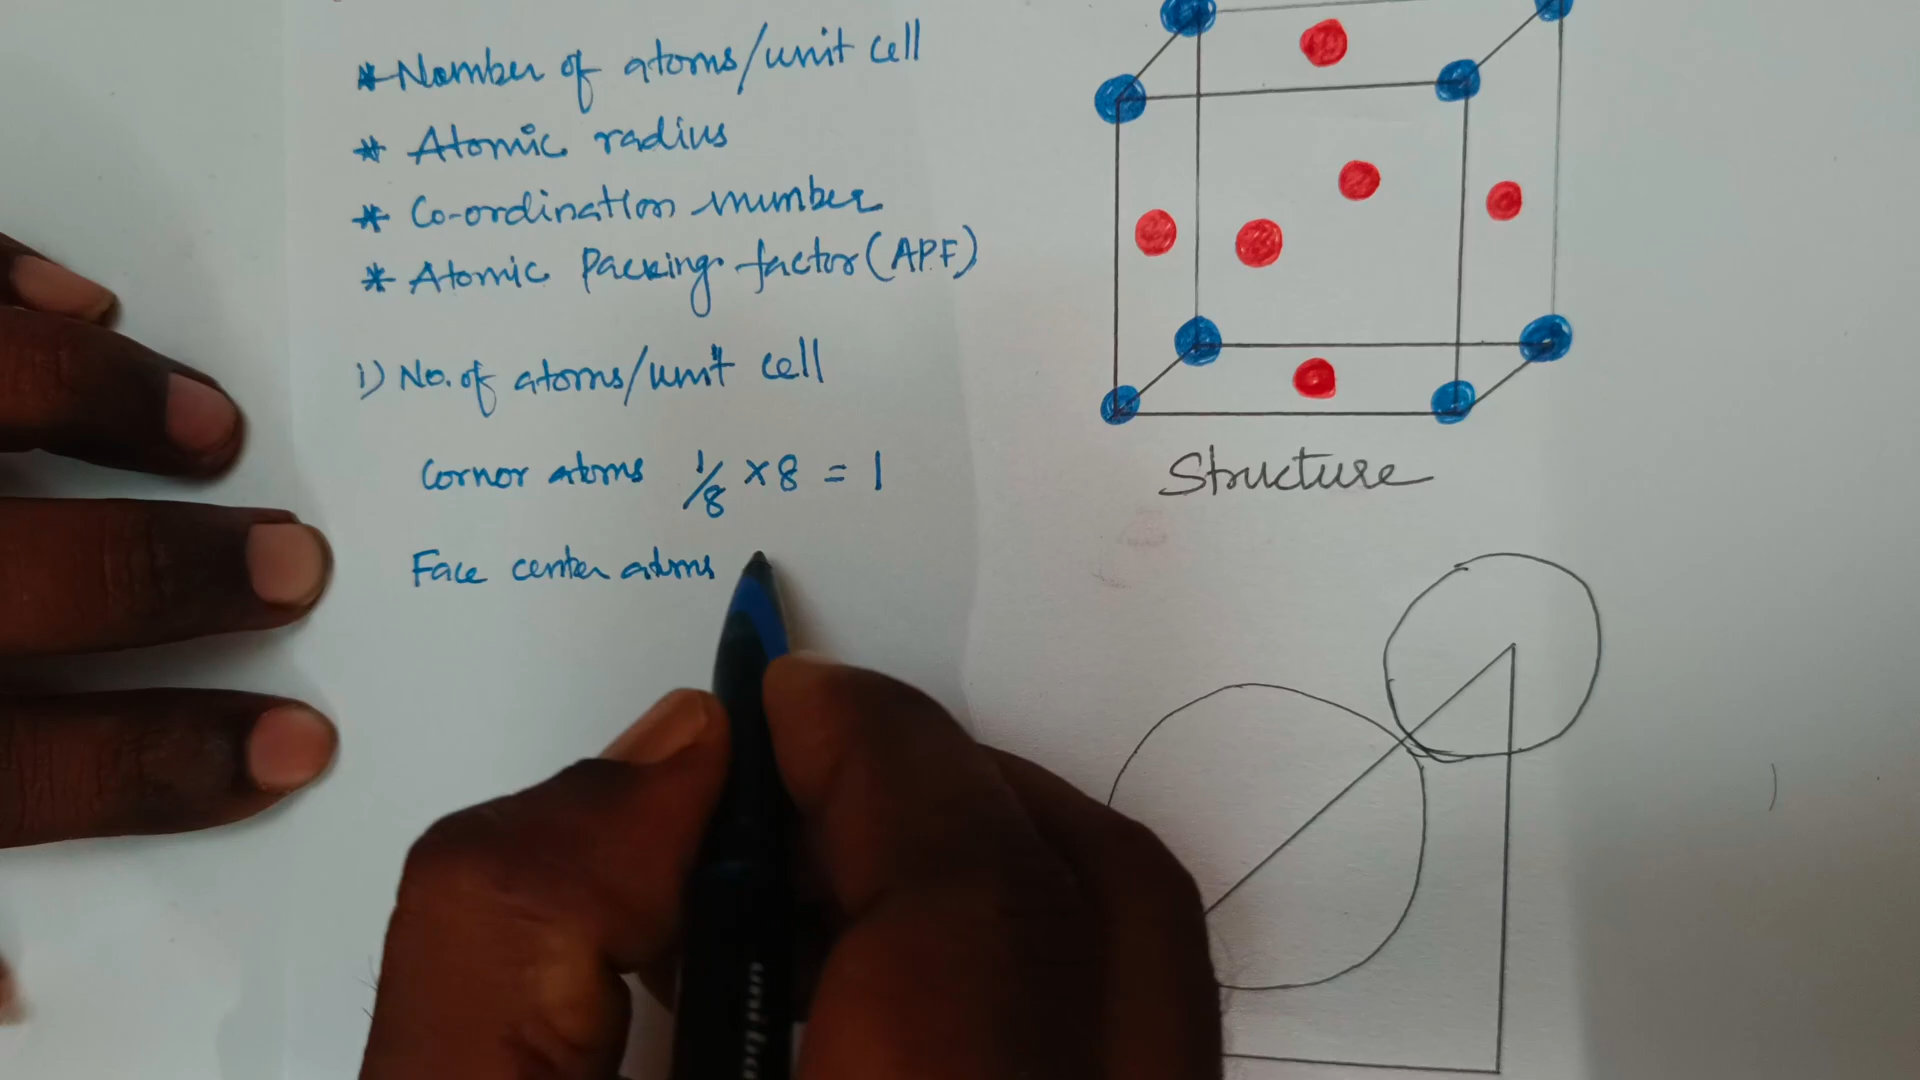 * Number of atoms/unit cell
* Atomic radius
* Co-ordination number
* Atomic Packing factor (APF)
i) No. of atoms/unit cell
Cornor atoms 1/8 × 8 = 1
Face center atoms
Structure